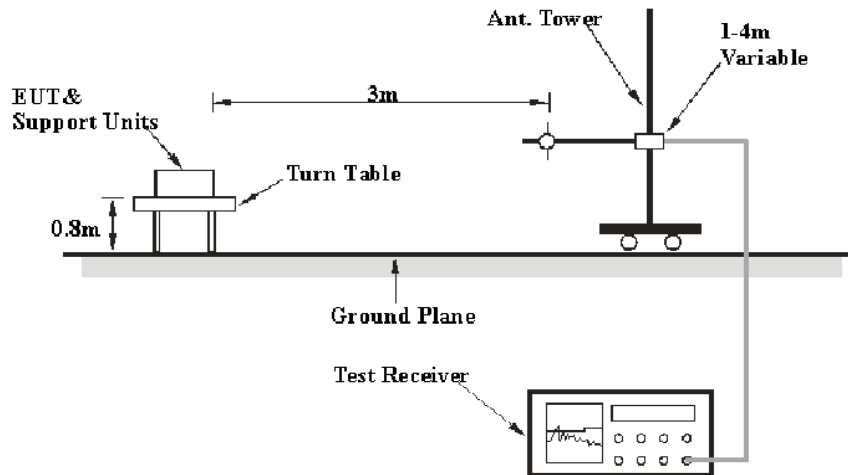 Ant. Tower
1-4m
Variable
3m
EUT&
Support Units
Turn Table
0.8m
Ground Plane
Test Receiver